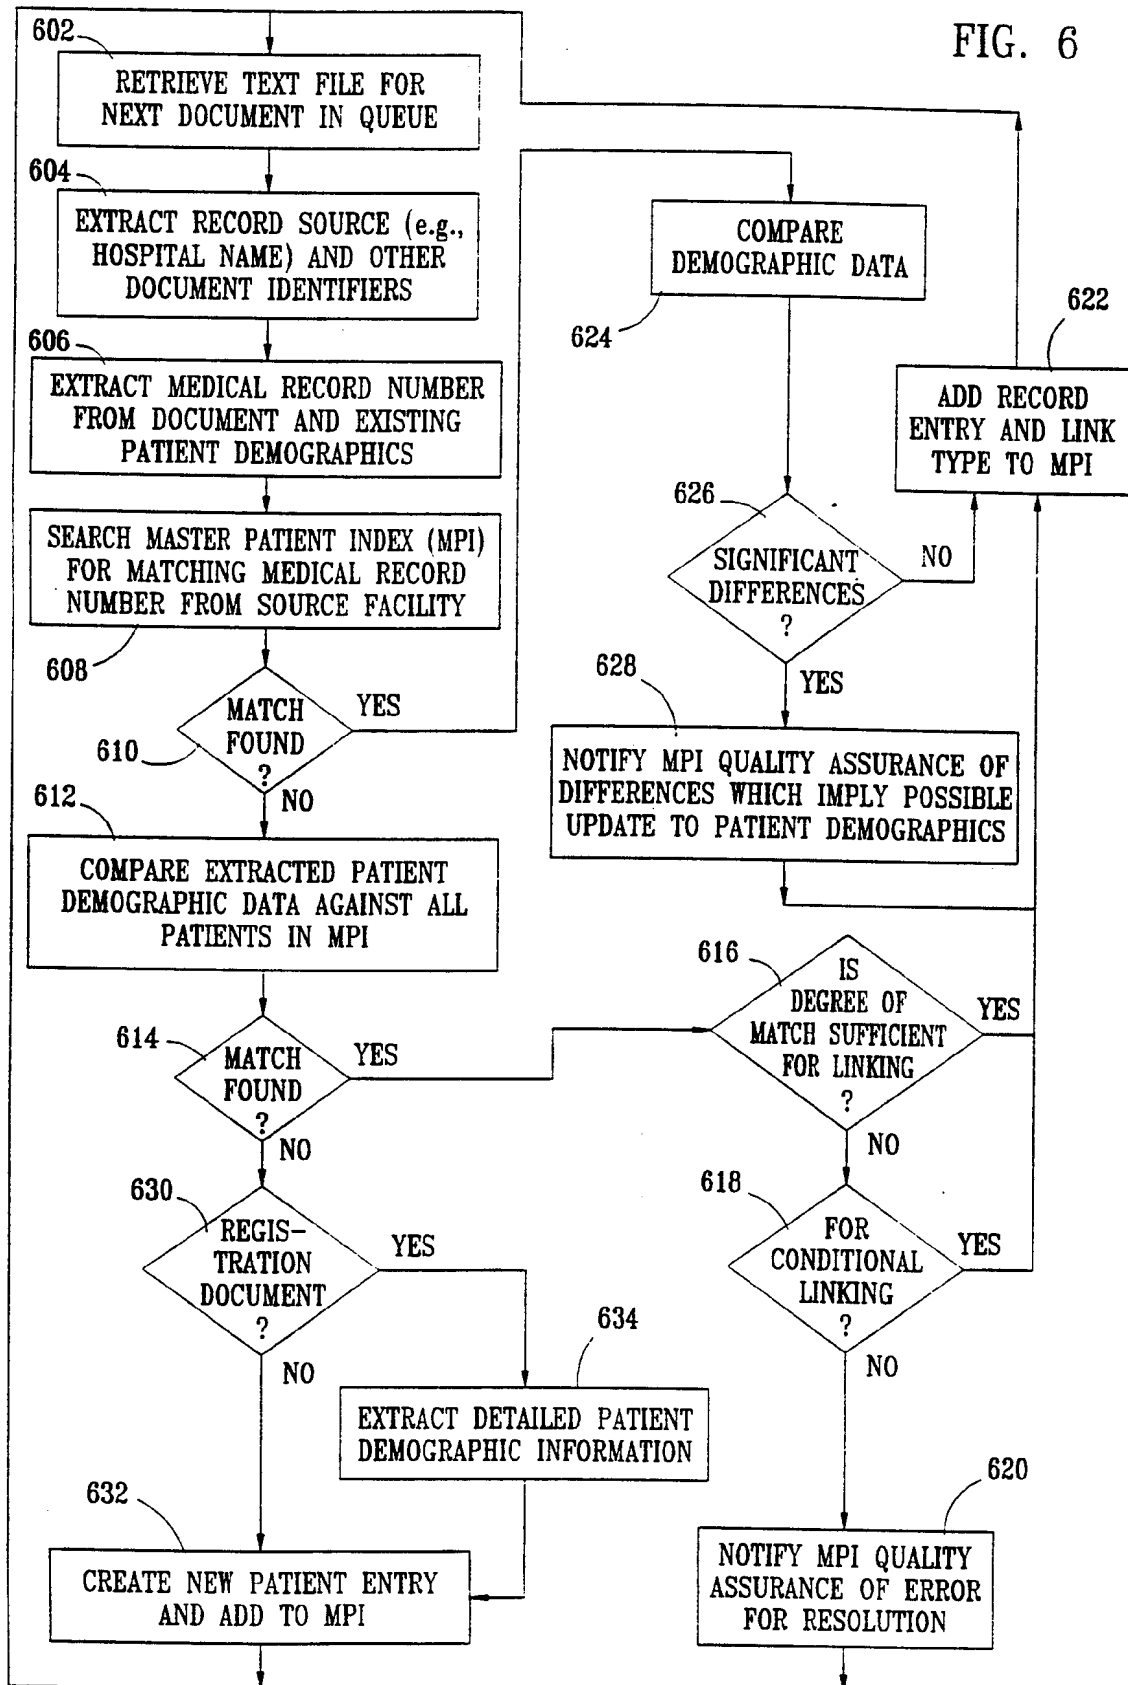 FIG. 6
602
RETRIEVE TEXT FILE FOR
NEXT DOCUMENT IN QUEUE
604
EXTRACT RECORD SOURCE (e.g.,
HOSPITAL NAME) AND OTHER
DOCUMENT IDENTIFIERS
606
EXTRACT MEDICAL RECORD NUMBER
FROM DOCUMENT AND EXISTING
PATIENT DEMOGRAPHICS
SEARCH MASTER PATIENT INDEX (MPI)
FOR MATCHING MEDICAL RECORD
NUMBER FROM SOURCE FACILITY
608
MATCH
FOUND
?
YES
610
NO
612
COMPARE EXTRACTED PATIENT
DEMOGRAPHIC DATA AGAINST ALL
PATIENTS IN MPI
614
MATCH
FOUND
?
YES
NO
630
REGIS-
TRATION
DOCUMENT
?
YES
NO
634
EXTRACT DETAILED PATIENT
DEMOGRAPHIC INFORMATION
632
CREATE NEW PATIENT ENTRY
AND ADD TO MPI
COMPARE
DEMOGRAPHIC DATA
624
622
ADD RECORD
ENTRY AND LINK
TYPE TO MPI
626
SIGNIFICANT
DIFFERENCES
?
NO
YES
628
NOTIFY MPI QUALITY ASSURANCE OF
DIFFERENCES WHICH IMPLY POSSIBLE
UPDATE TO PATIENT DEMOGRAPHICS
616
IS
DEGREE OF
MATCH SUFFICIENT
FOR LINKING
?
YES
NO
618
FOR
CONDITIONAL
LINKING
?
YES
NO
620
NOTIFY MPI QUALITY
ASSURANCE OF ERROR
FOR RESOLUTION